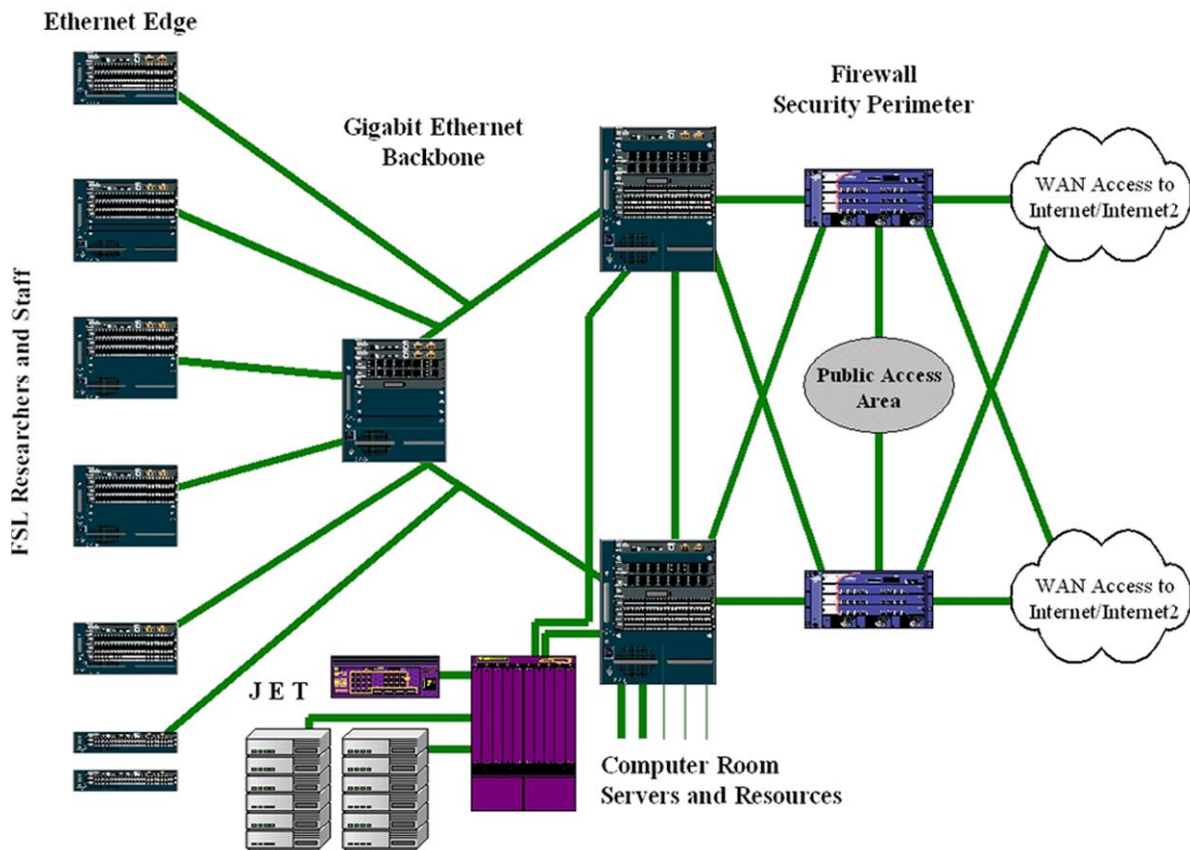 Ethernet Edge
Gigabit Ethernet
Backbone
Firewall
Security Perimeter
WAN Access to
Internet/Internet2
FSL Researchers and Staff
Public Access
Area
WAN Access to
Internet/Internet2
J E T
Computer Room
Servers and Resources